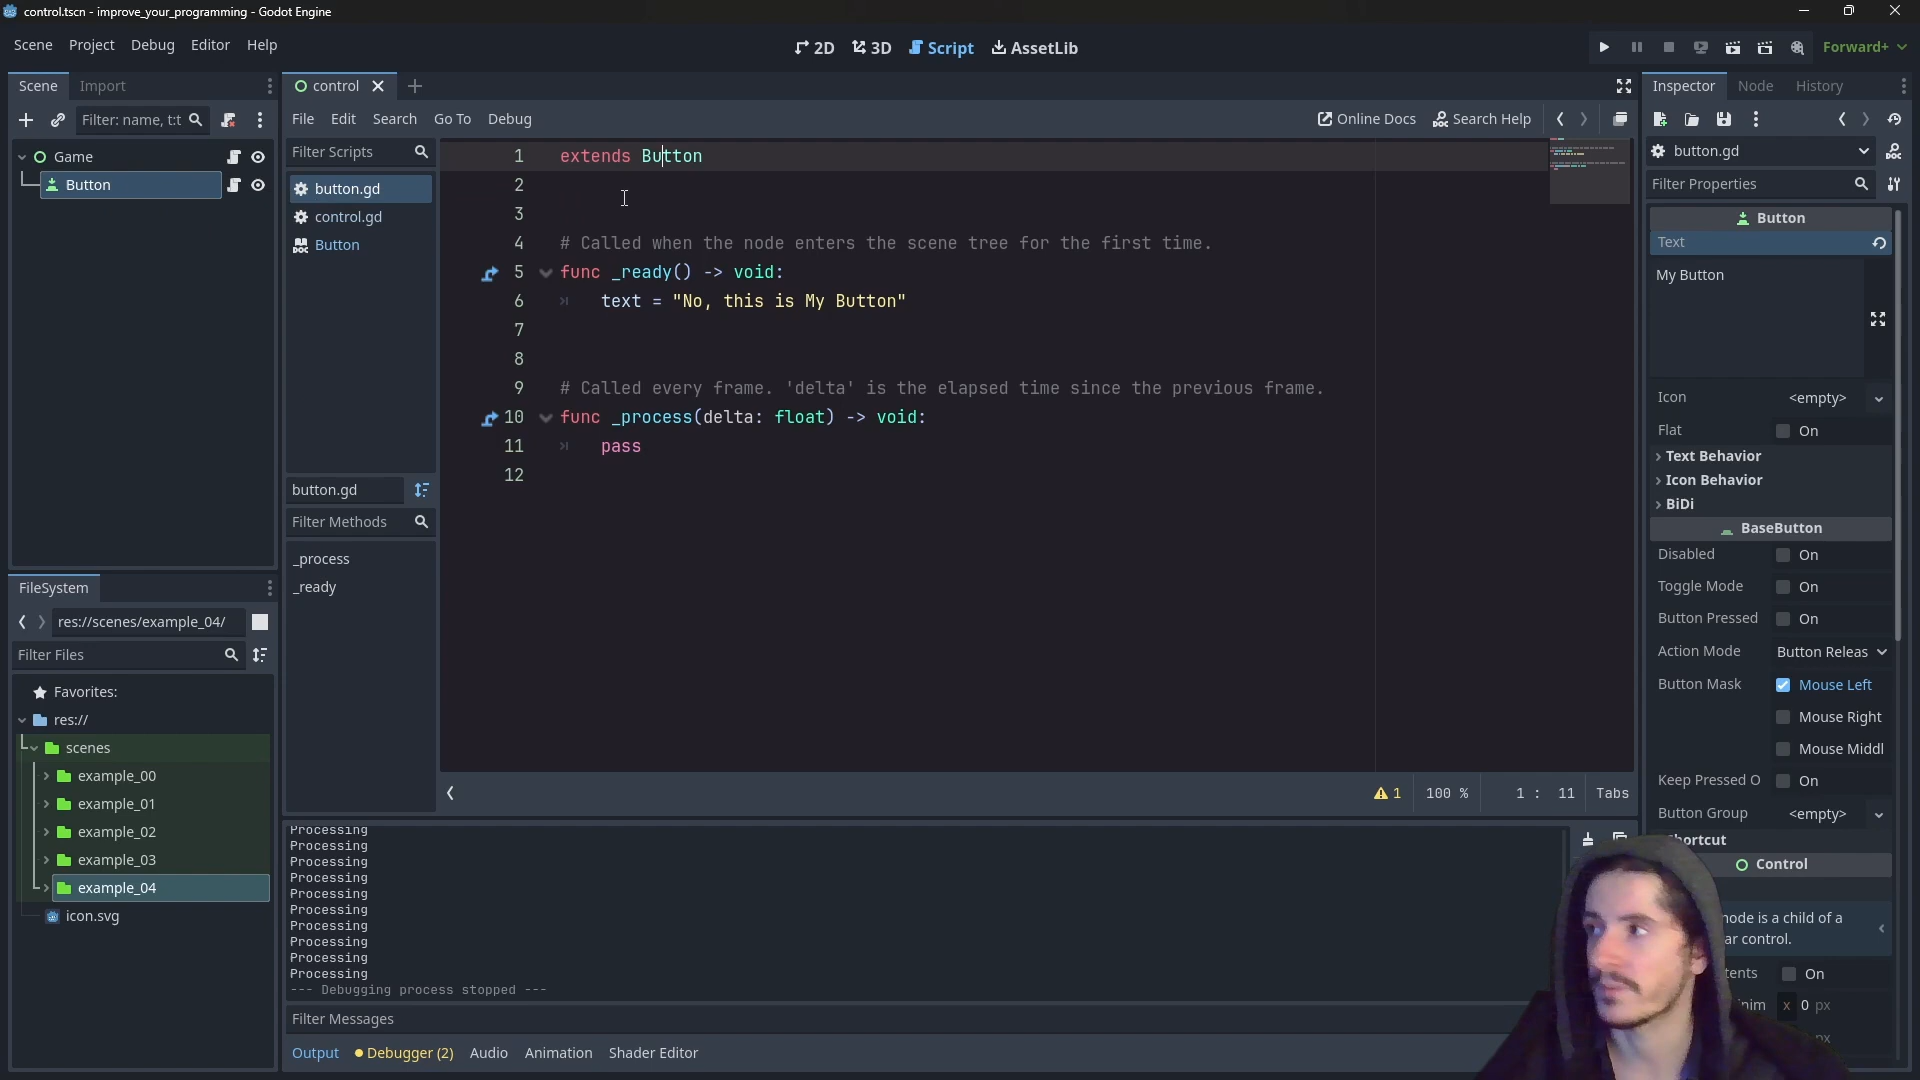 control.tscn - improve_your_programming - Godot Engine
Scene Project Debug Editor Help
2D 3D Script AssetLib
Forward+
Scene Import
control
Inspector Node History
Filter: name, t:t
File Edit Search Go To Debug
Online Docs Search Help
Game
Button
Filter Scripts
button.gd
control.gd
Button
button.gd
Filter Methods
_process
_ready
1 extends Button
2
3
4 # Called when the node enters the scene tree for the first time.
5 func _ready() -> void:
6 text = "No, this is My Button"
7
8
9 # Called every frame. 'delta' is the elapsed time since the previous frame.
10 func _process(delta: float) -> void:
11 pass
12
1 100 % 1 : 11 Tabs
FileSystem
res://scenes/example_04/
Filter Files
Favorites:
res://
scenes
example_00
example_01
example_02
example_03
example_04
icon.svg
Processing
Processing
Processing
Processing
Processing
Processing
Processing
Processing
Processing
Processing
--- Debugging process stopped ---
Filter Messages
Output Debugger (2) Audio Animation Shader Editor
button.gd
Filter Properties
Button
Text
My Button
Icon <empty>
Flat On
Text Behavior
Icon Behavior
BiDi
BaseButton
Disabled On
Toggle Mode On
Button Pressed On
Action Mode Button Releas
Button Mask Mouse Left
Mouse Right
Mouse Middl
Keep Pressed O On
Button Group <empty>
hortcut
Control
node is a child of a
ar control.
tents On
nim x 0 px
px